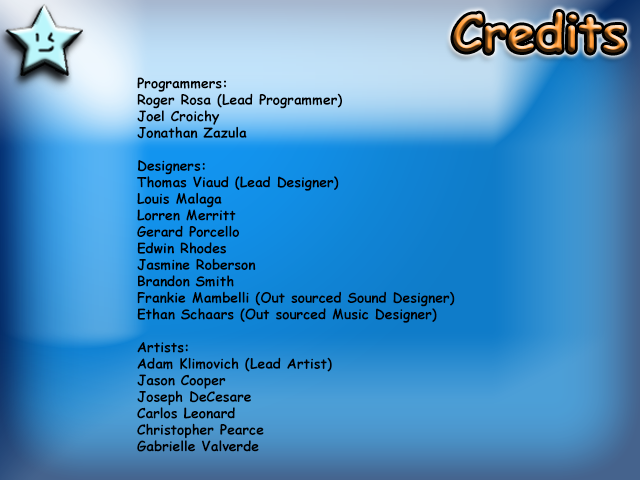 Credits
Programmers:
Roger Rosa (Lead Programmer)
Joel Croichy
Jonathan Zazula
Designers:
Thomas Viaud (Lead Designer)
Louis Malaga
Lorren Merritt
Gerard Porcello
Edwin Rhodes
Jasmine Roberson
Brandon Smith
Frankie Mambelli (Out sourced Sound Designer)
Ethan Schaars (Out sourced Music Designer)
Artists:
Adam Klimovich (Lead Artist)
Jason Cooper
Joseph DeCesare
Carlos Leonard
Christopher Pearce
Gabrielle Valverde